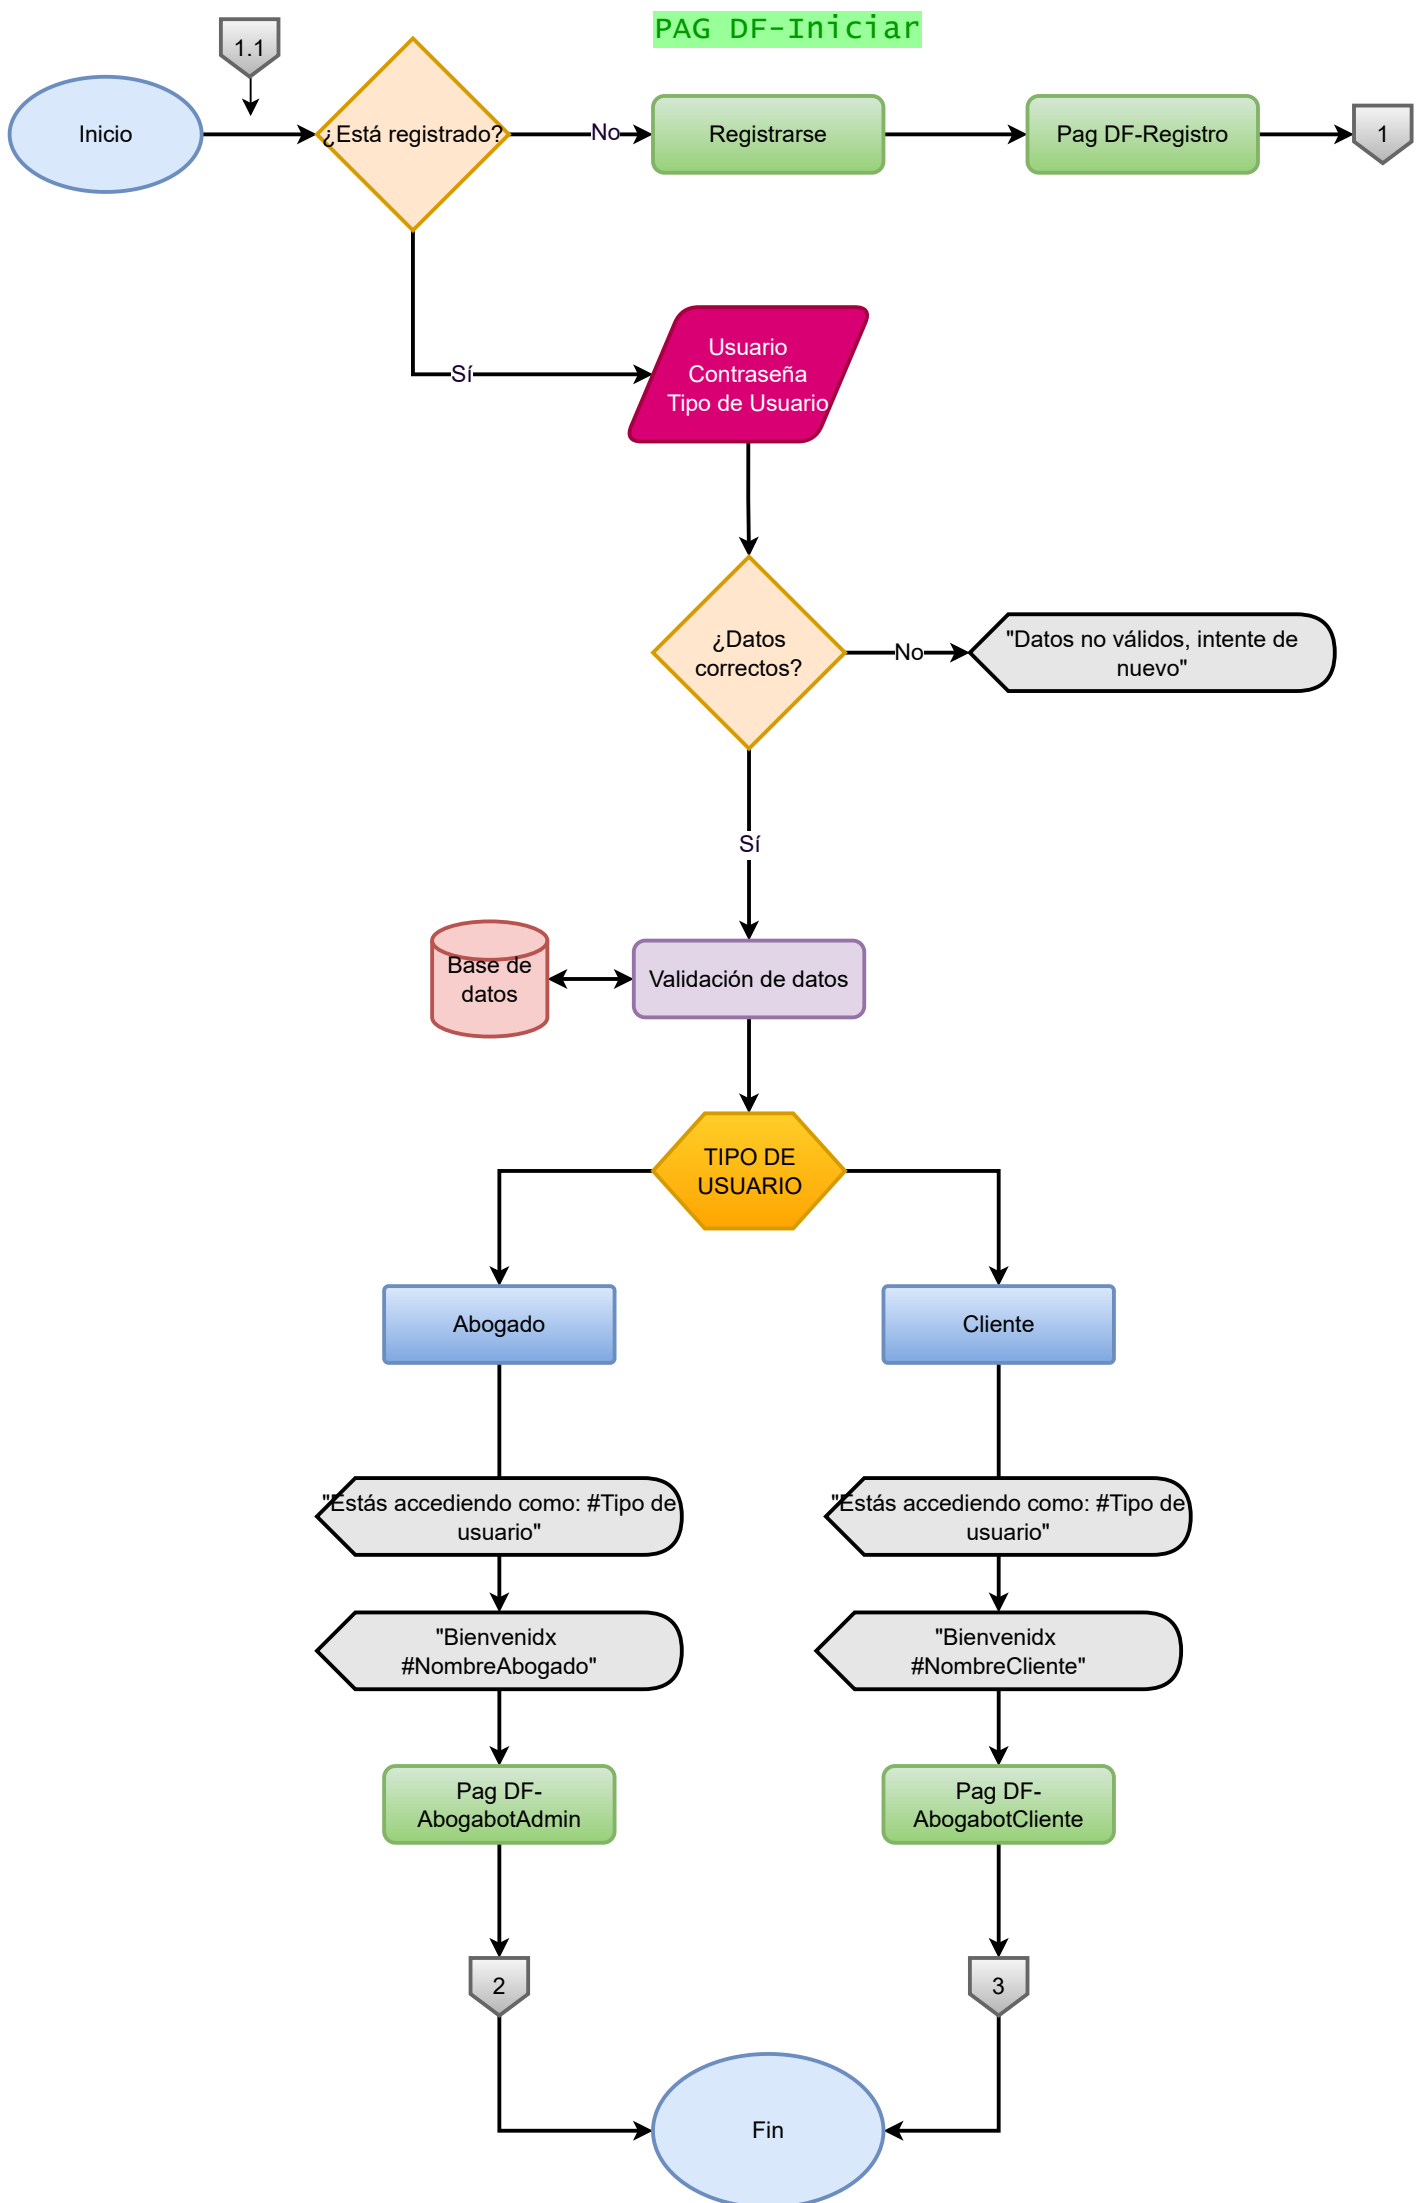 PAG DF-Iniciar
1.1
Inicio
¿Está registrado?
No
Registrarse
Pag DF-Registro
1
Sí
Usuario
Contraseña
Tipo de Usuario
¿Datos
correctos?
No
"Datos no válidos, intente de
nuevo"
Sí
Base de
datos
Validación de datos
TIPO DE
USUARIO
Abogado
Cliente
"Estás accediendo como: #Tipo de
usuario"
"Estás accediendo como: #Tipo de
usuario"
"Bienvenidx
#NombreAbogado"
"Bienvenidx
#NombreCliente"
Pag DF-
AbogabotAdmin
Pag DF-
AbogabotCliente
2
3
Fin